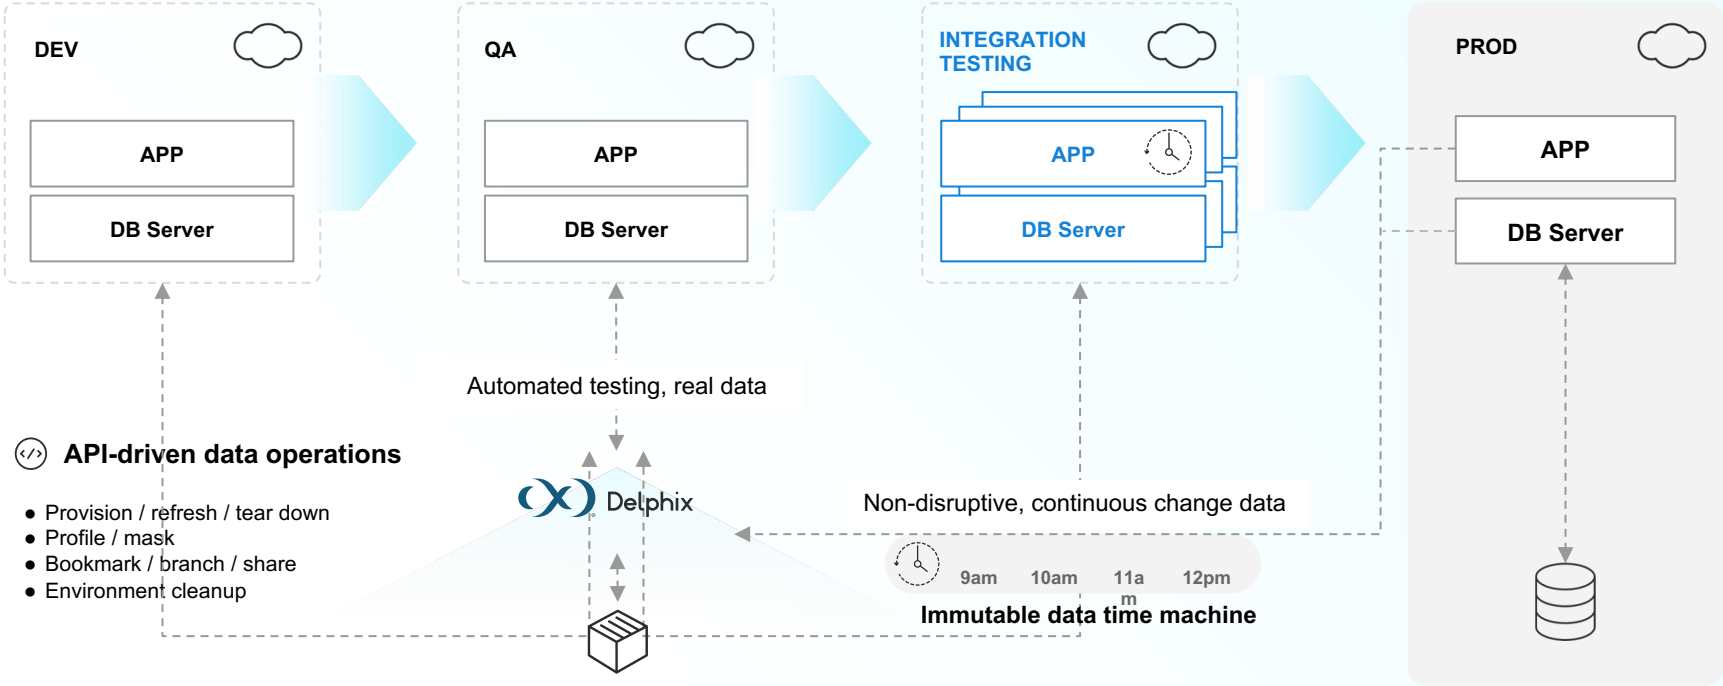 DEV
APP
DB Server
QA
APP
DB Server
INTEGRATION
TESTING
APP
DB Server
PROD
APP
DB Server
Automated testing, real data
</> API-driven data operations
● Provision / refresh / tear down
● Profile / mask
● Bookmark / branch / share
● Environment cleanup
Delphix
Non-disruptive, continuous change data
9am 10am 11a 12pm
m
Immutable data time machine